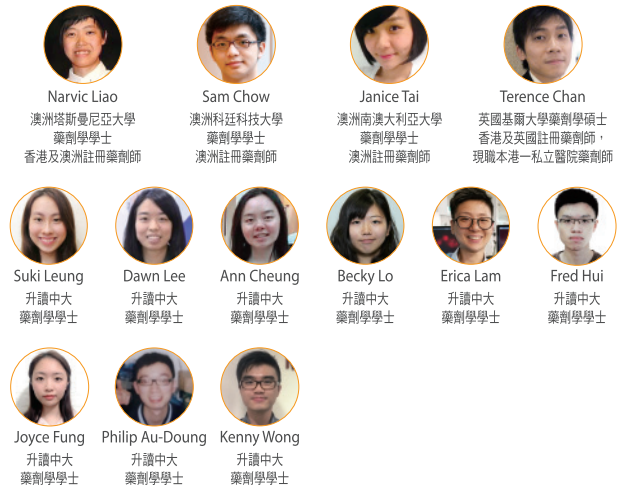 Narvic Liao
澳洲塔斯曼尼亞大學
藥劑學學士
香港及澳洲註冊藥劑師
Sam Chow
澳洲科廷科技大學
藥劑學學士
澳洲註冊藥劑師
Janice Tai
澳洲南澳大利亞大學
藥劑學學士
澳洲註冊藥劑師
Terence Chan
英國基爾大學藥劑學碩士
香港及英國註冊藥劑師，
現職本港一私立醫院藥劑師
Suki Leung
升讀中大
藥劑學學士
Dawn Lee
升讀中大
藥劑學學士
Ann Cheung
升讀中大
藥劑學學士
Becky Lo
升讀中大
藥劑學學士
Erica Lam
升讀中大
藥劑學學士
Fred Hui
升讀中大
藥劑學學士
Joyce Fung
升讀中大
藥劑學學士
Philip Au-Doung
升讀中大
藥劑學學士
Kenny Wong
升讀中大
藥劑學學士